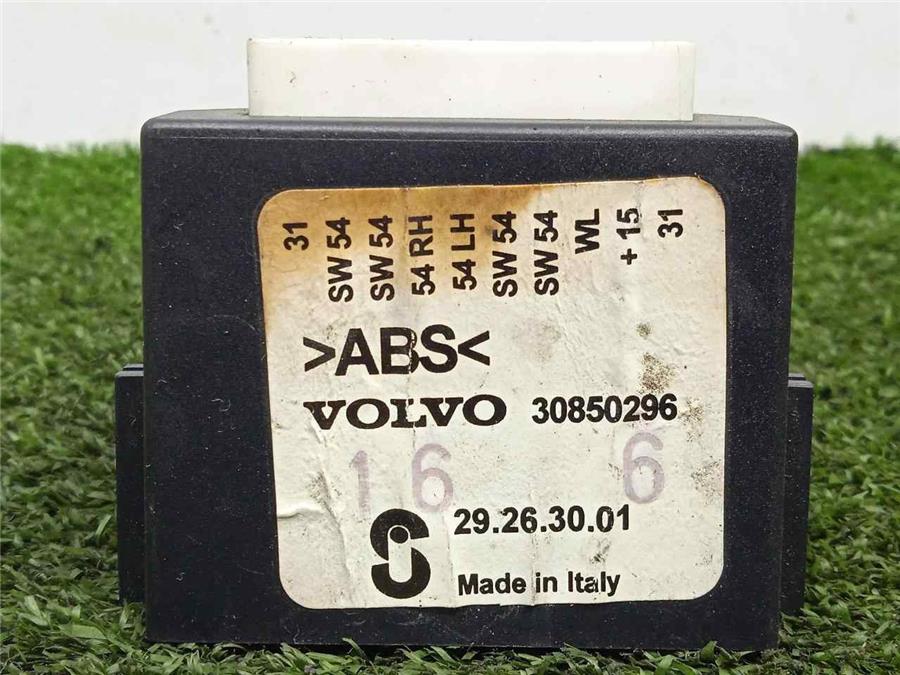 31
SW 54
SW 54
54 RH
54 LH
SW 54
SW 54
WL
+ 15
31
>ABS<
VOLVO 30850296
1 6 6
29.26.30.01
Made in Italy